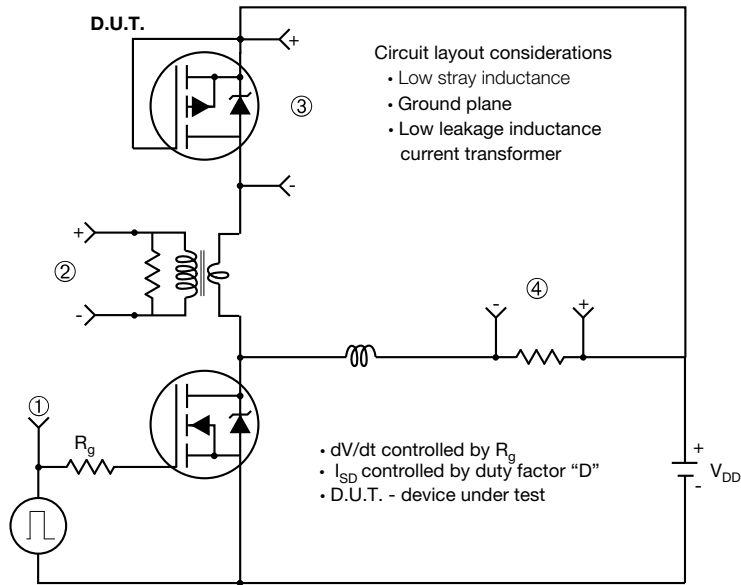 D.U.T.
+
③
-
Circuit layout considerations
• Low stray inductance
• Ground plane
• Low leakage inductance
current transformer
+
②
-
-
④
+
①
Rg
• dV/dt controlled by Rg
• ISD controlled by duty factor “D”
• D.U.T. - device under test
+
VDD
-